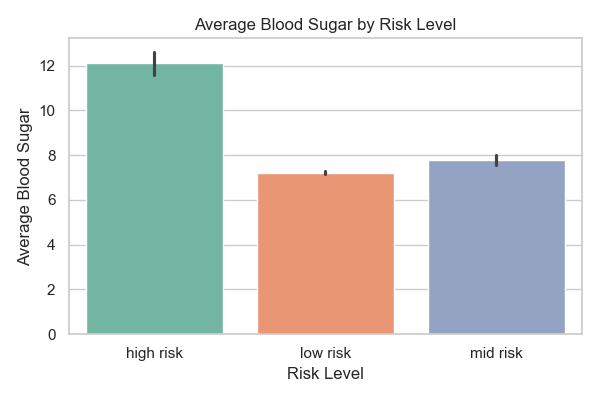 Average Blood Sugar by Risk Level
Average Blood Sugar
12
10
8
6
4
2
0
high risk
low risk
mid risk
Risk Level